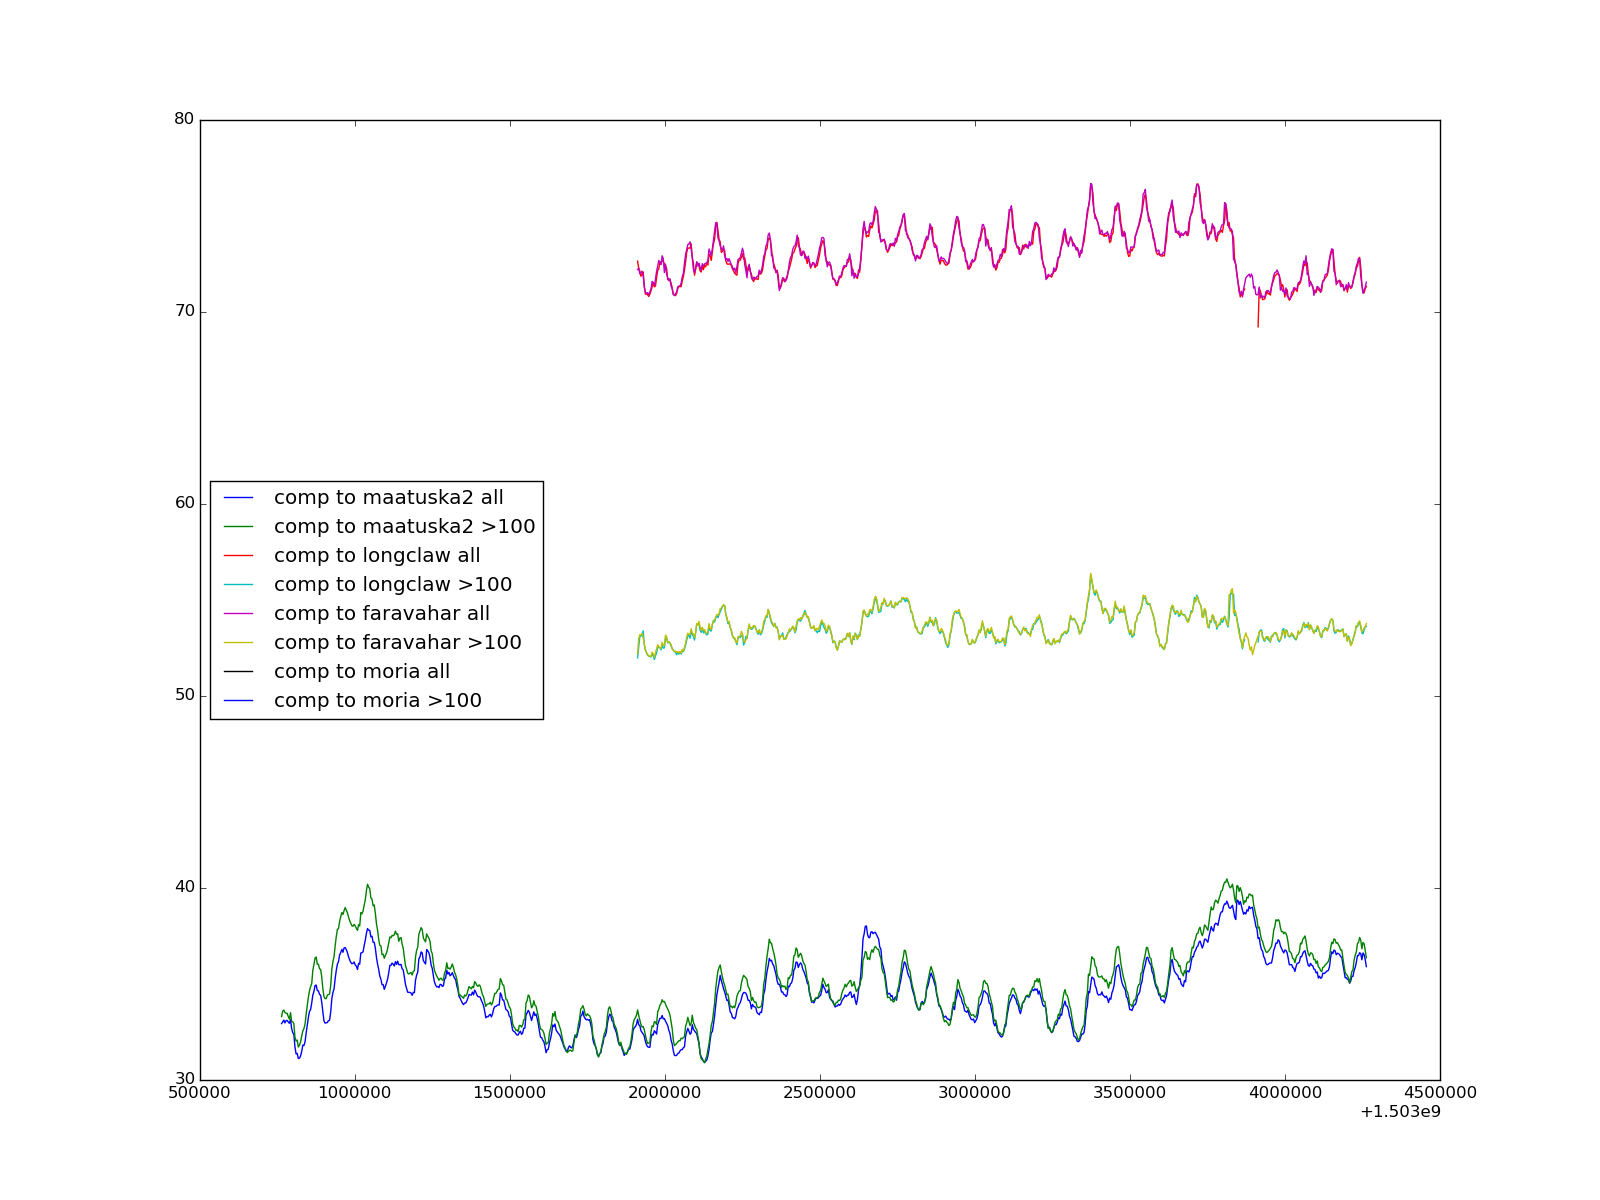 80
70
60
comp to maatuska2 all
comp to maatuska2 >100
comp to longclaw all
comp to longclaw >100
comp to faravahar all
comp to faravahar >100
comp to moria all
comp to moria >100
50
40
30
500000 1000000 1500000 2000000 2500000 3000000 3500000 4000000 4500000
+1.503e9